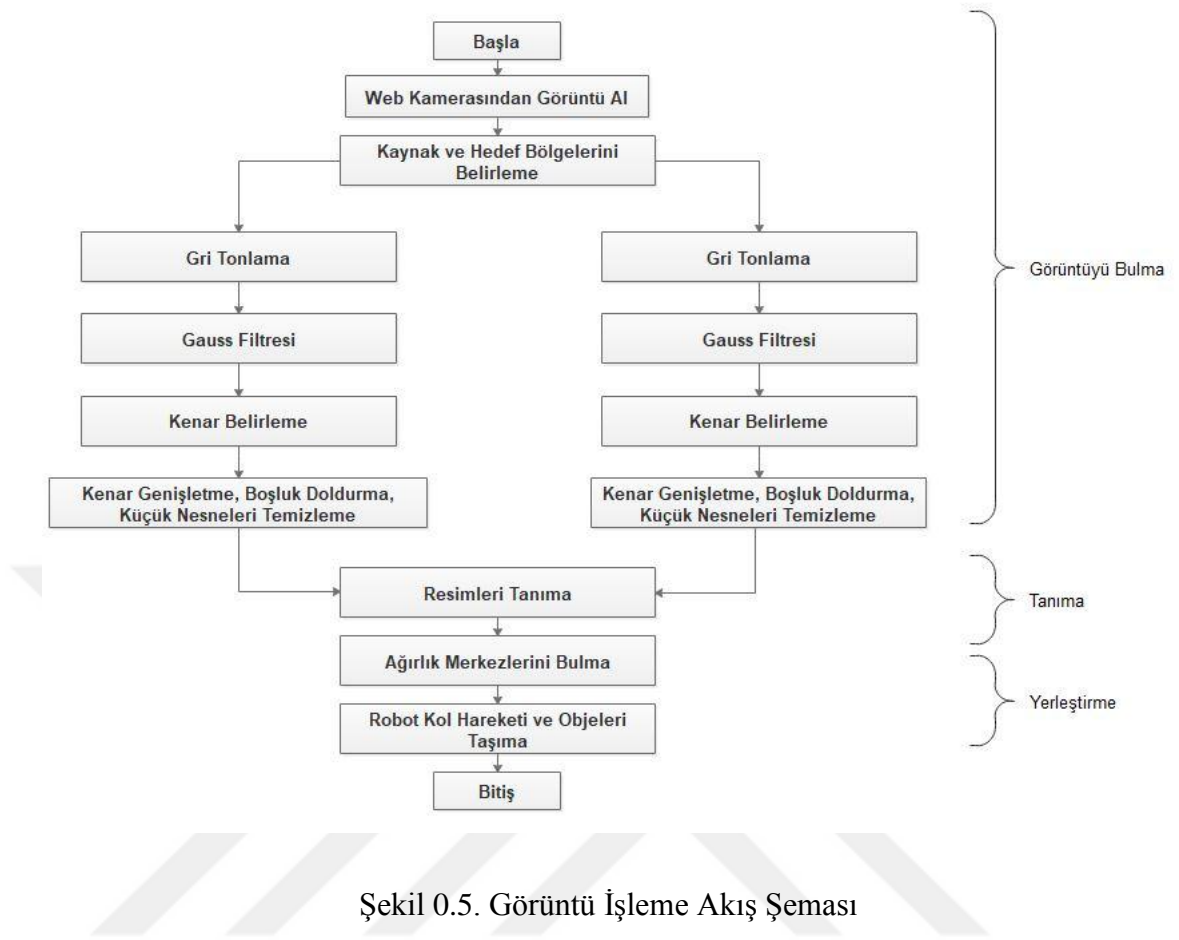 Başla
Web Kamerasından Görüntü Al
Kaynak ve Hedef Bölgelerini
Belirleme
Gri Tonlama
Gauss Filtresi
Kenar Belirleme
Kenar Genişletme, Boşluk Doldurma,
Küçük Nesneleri Temizleme
Gri Tonlama
Gauss Filtresi
Kenar Belirleme
Kenar Genişletme, Boşluk Doldurma,
Küçük Nesneleri Temizleme
Görüntüyü Bulma
Resimleri Tanıma
Tanıma
Ağırlık Merkezlerini Bulma
Robot Kol Hareketi ve Objeleri
Taşıma
Yerleştirme
Bitiş
Şekil 0.5. Görüntü İşleme Akış Şeması